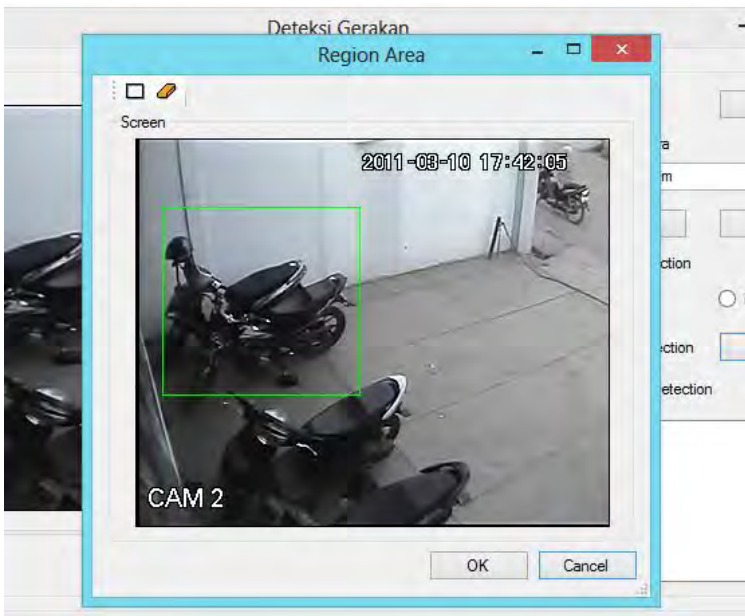 Deteksi Gerakan
Region Area
Screen
2011-03-10 17:42:05
CAM 2
OK
Cancel
a
m
ction
ction
etection